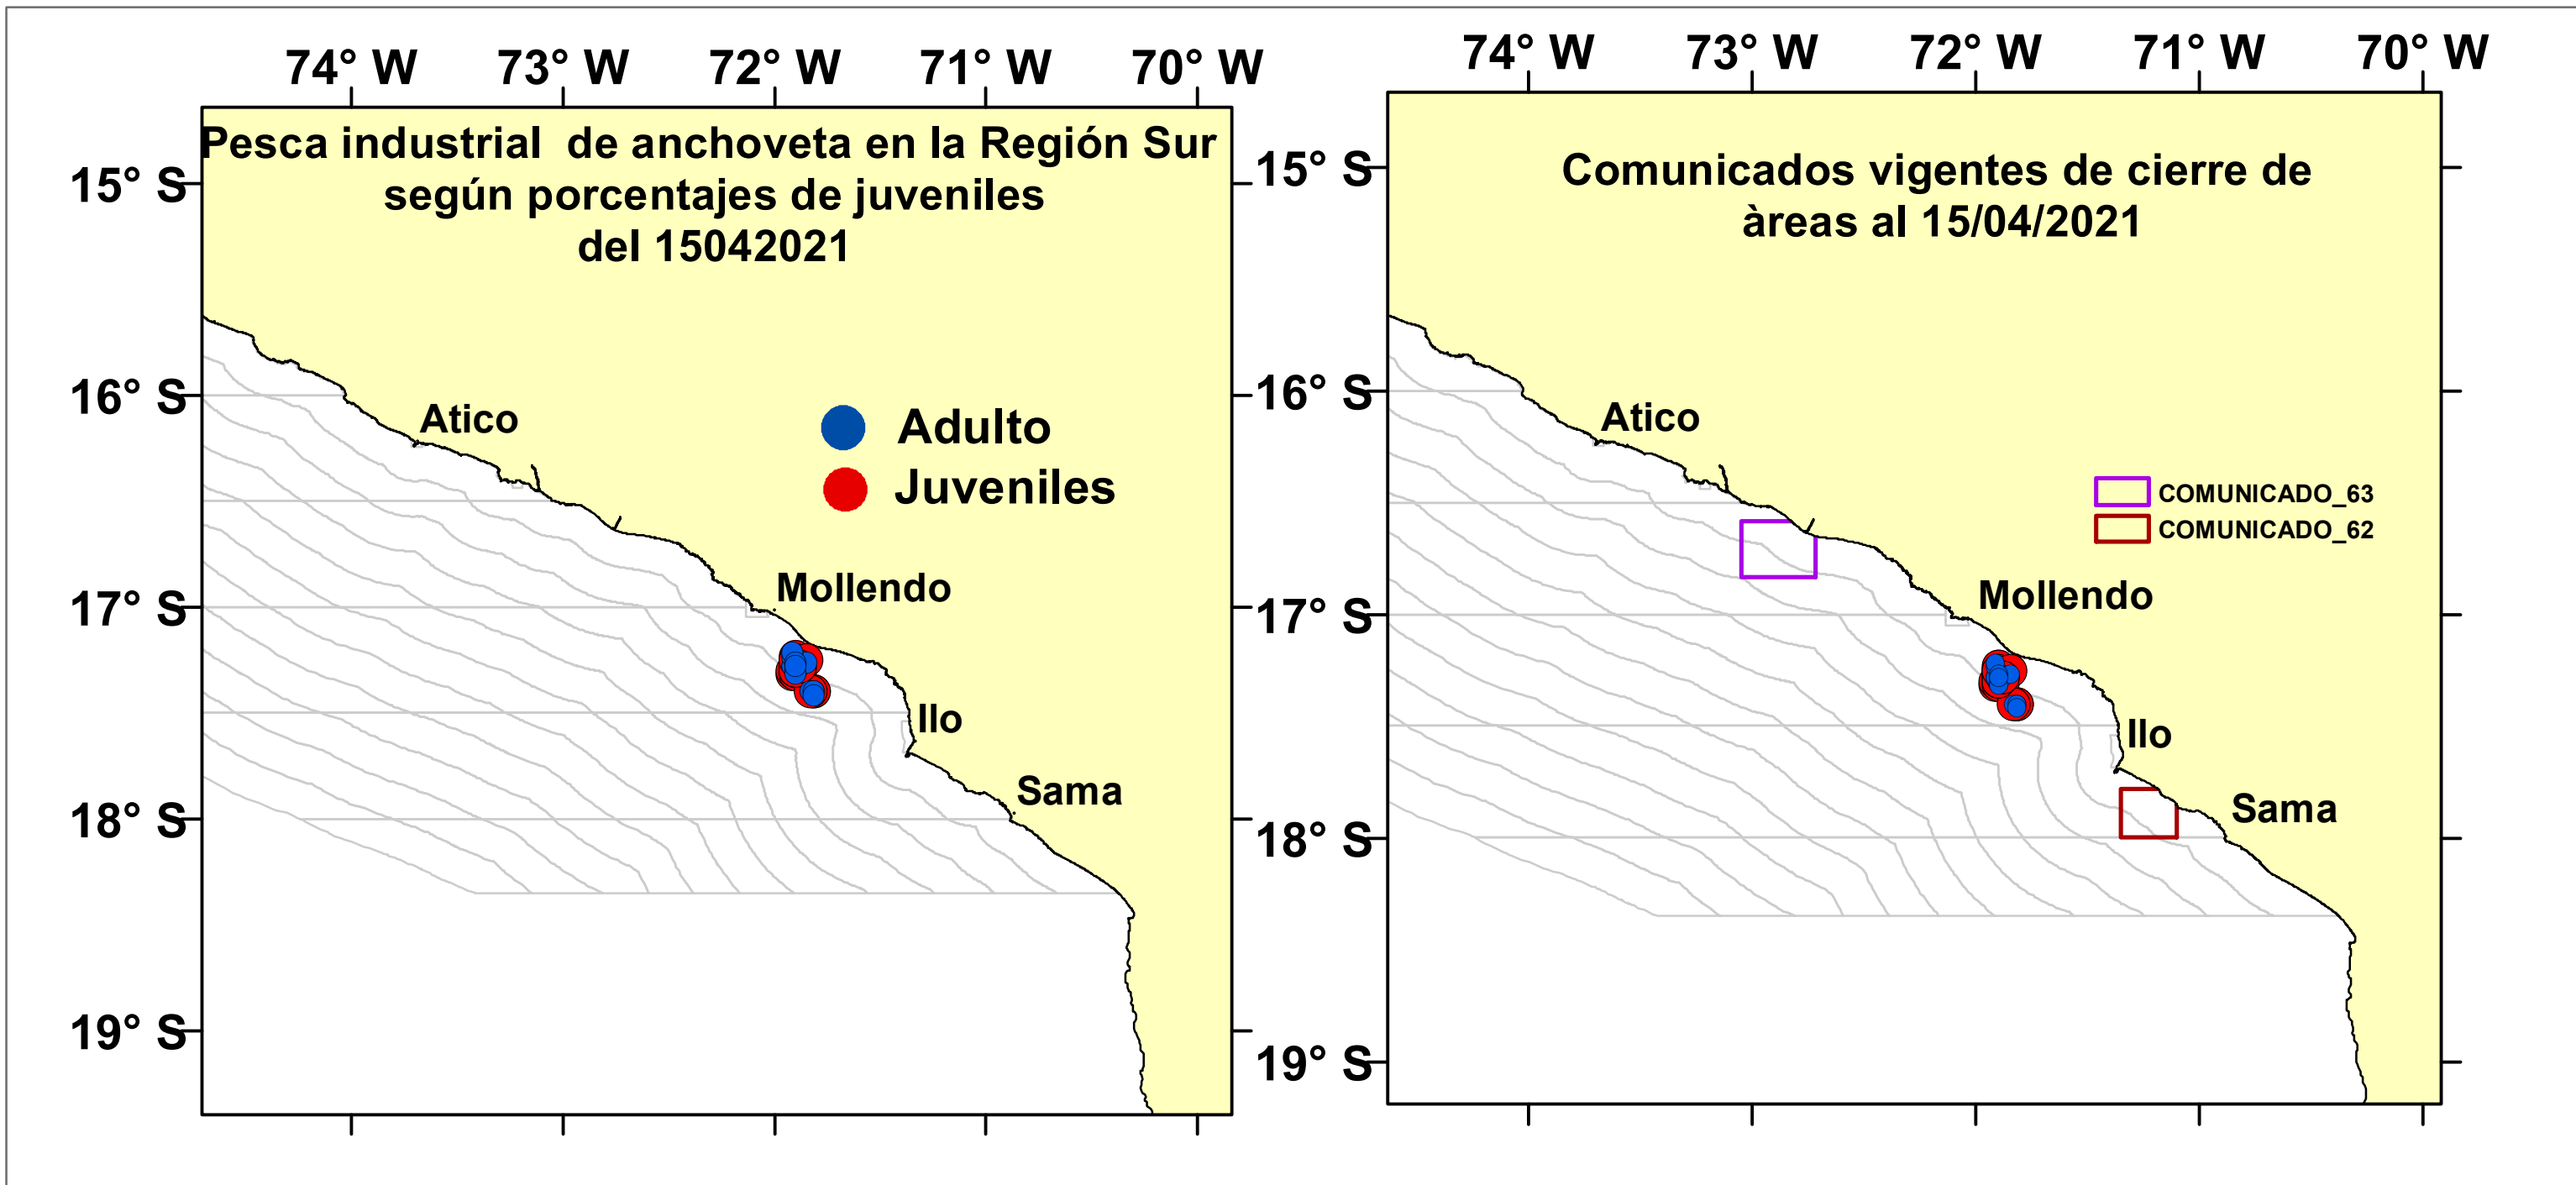 74° W 73° W 72° W 71° W 70° W
Pesca industrial  de anchoveta en la Región Sur
según porcentajes de juveniles
del 15042021
15° S
16° S
17° S
18° S
19° S
Atico
Adulto
Juveniles
Mollendo
Ilo
Sama
74° W 73° W 72° W 71° W 70° W
Comunicados vigentes de cierre de
àreas al 15/04/2021
15° S
16° S
17° S
18° S
19° S
Atico
COMUNICADO_63
COMUNICADO_62
Mollendo
Ilo
Sama